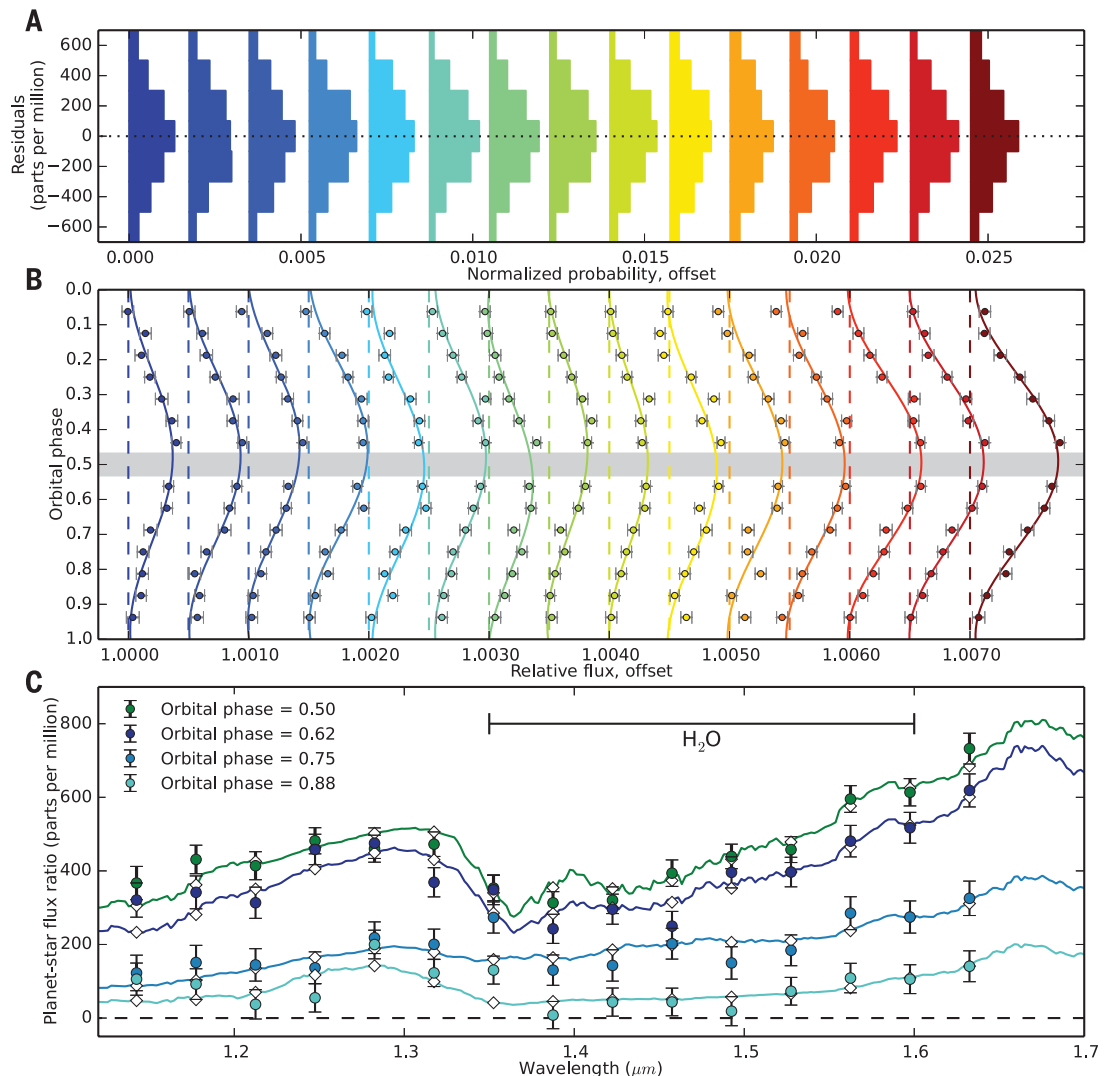 A
Residuals
(parts per million)
600
400
200
0
−200
−400
−600
0.000 0.005 0.010 0.015 0.020 0.025
Normalized probability, offset
B
Orbital phase
0.0
0.1
0.2
0.3
0.4
0.5
0.6
0.7
0.8
0.9
1.0
1.0000 1.0010 1.0020 1.0030 1.0040 1.0050 1.0060 1.0070
Relative flux, offset
C
Planet-star flux ratio (parts per million)
800
600
400
200
0
Orbital phase = 0.50
Orbital phase = 0.62
Orbital phase = 0.75
Orbital phase = 0.88
H₂O
1.2 1.3 1.4 1.5 1.6 1.7
Wavelength (μm)